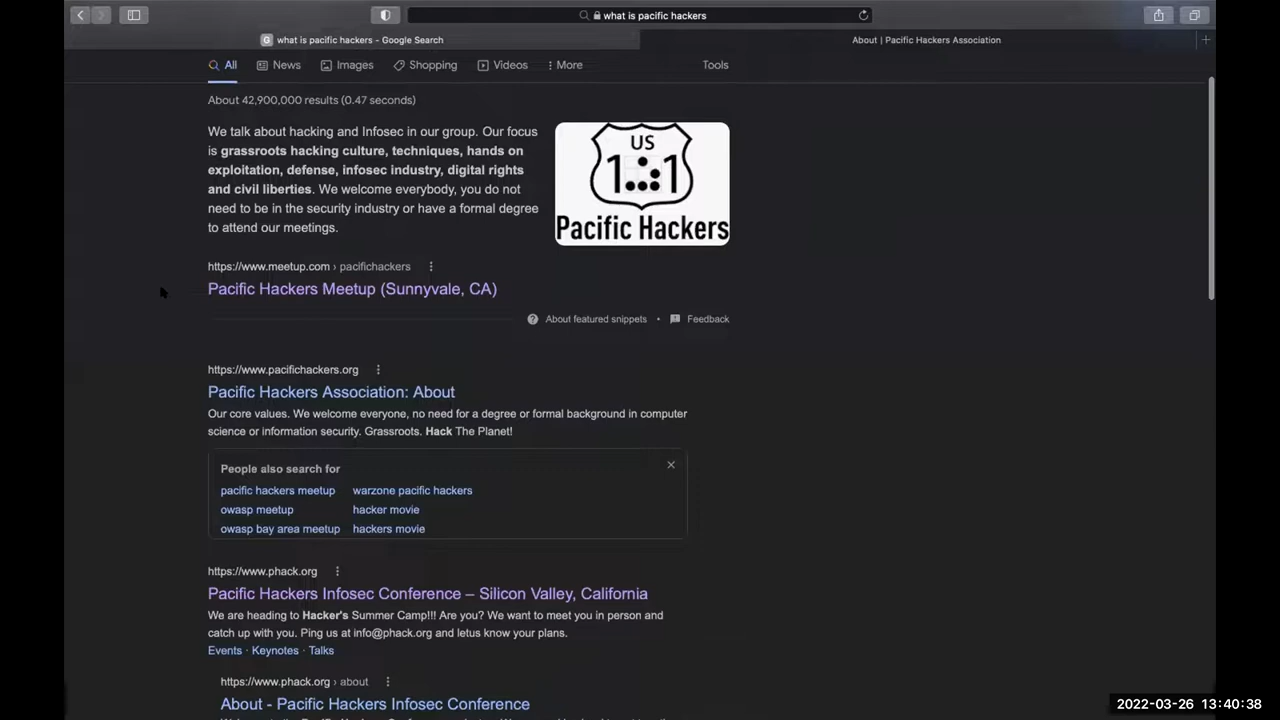 what is pacific hackers
G what is pacific hackers - Google Search
About | Pacific Hackers Association
All News Images Shopping Videos More Tools
About 42,900,000 results (0.47 seconds)
We talk about hacking and Infosec in our group. Our focus
is grassroots hacking culture, techniques, hands on
exploitation, defense, infosec industry, digital rights
and civil liberties. We welcome everybody, you do not
need to be in the security industry or have a formal degree
to attend our meetings.
US
1 1
Pacific Hackers
https://www.meetup.com › pacifichackers
Pacific Hackers Meetup (Sunnyvale, CA)
About featured snippets • Feedback
https://www.pacifichackers.org
Pacific Hackers Association: About
Our core values. We welcome everyone, no need for a degree or formal background in computer
science or information security. Grassroots. Hack The Planet!
People also search for
pacific hackers meetup warzone pacific hackers
owasp meetup hacker movie
owasp bay area meetup hackers movie
https://www.phack.org
Pacific Hackers Infosec Conference – Silicon Valley, California
We are heading to Hacker's Summer Camp!!! Are you? We want to meet you in person and
catch up with you. Ping us at info@phack.org and letus know your plans.
Events · Keynotes · Talks
https://www.phack.org › about
About - Pacific Hackers Infosec Conference
2022-03-26 13:40:38